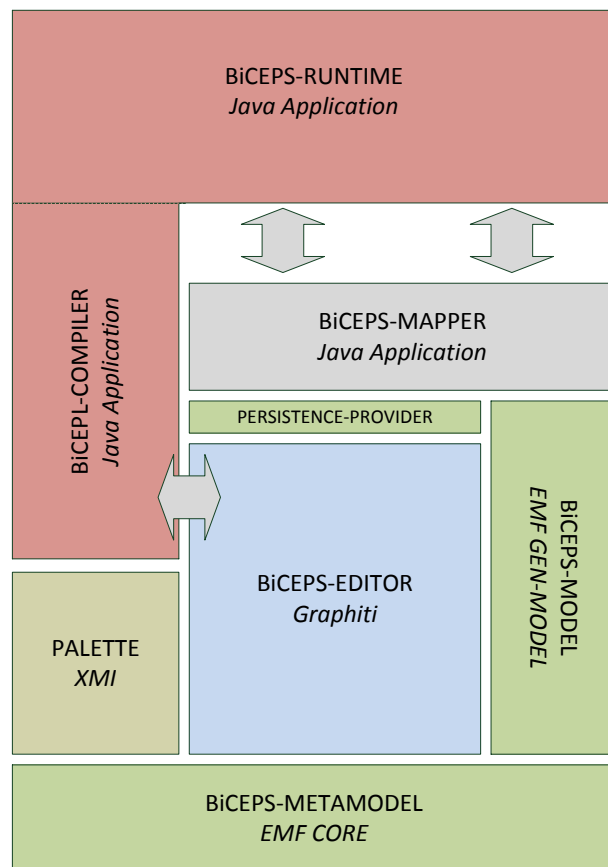 BiCEPS-RUNTIME
Java Application
BiCEPL-COMPILER
Java Application
BiCEPS-MAPPER
Java Application
PERSISTENCE-PROVIDER
BiCEPS-EDITOR
Graphiti
BiCEPS-MODEL
EMF GEN-MODEL
PALETTE
XMI
BiCEPS-METAMODEL
EMF CORE